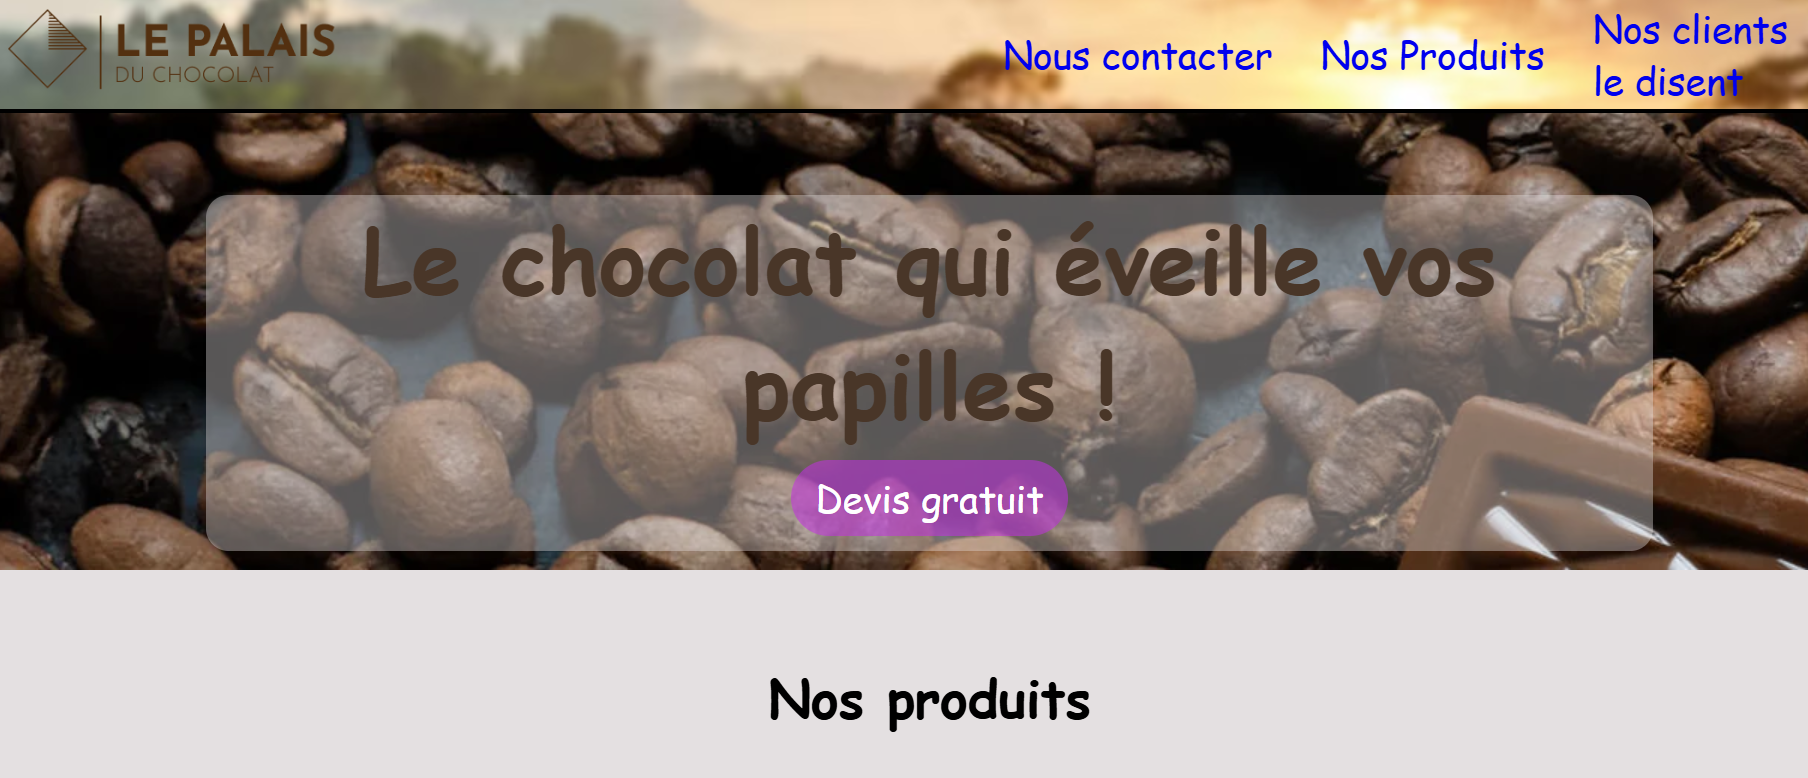 LE PALAIS
DU CHOCOLAT
Nous contacter
Nos Produits
Nos clients
le disent
Le chocolat qui éveille vos
papilles !
Devis gratuit
Nos produits